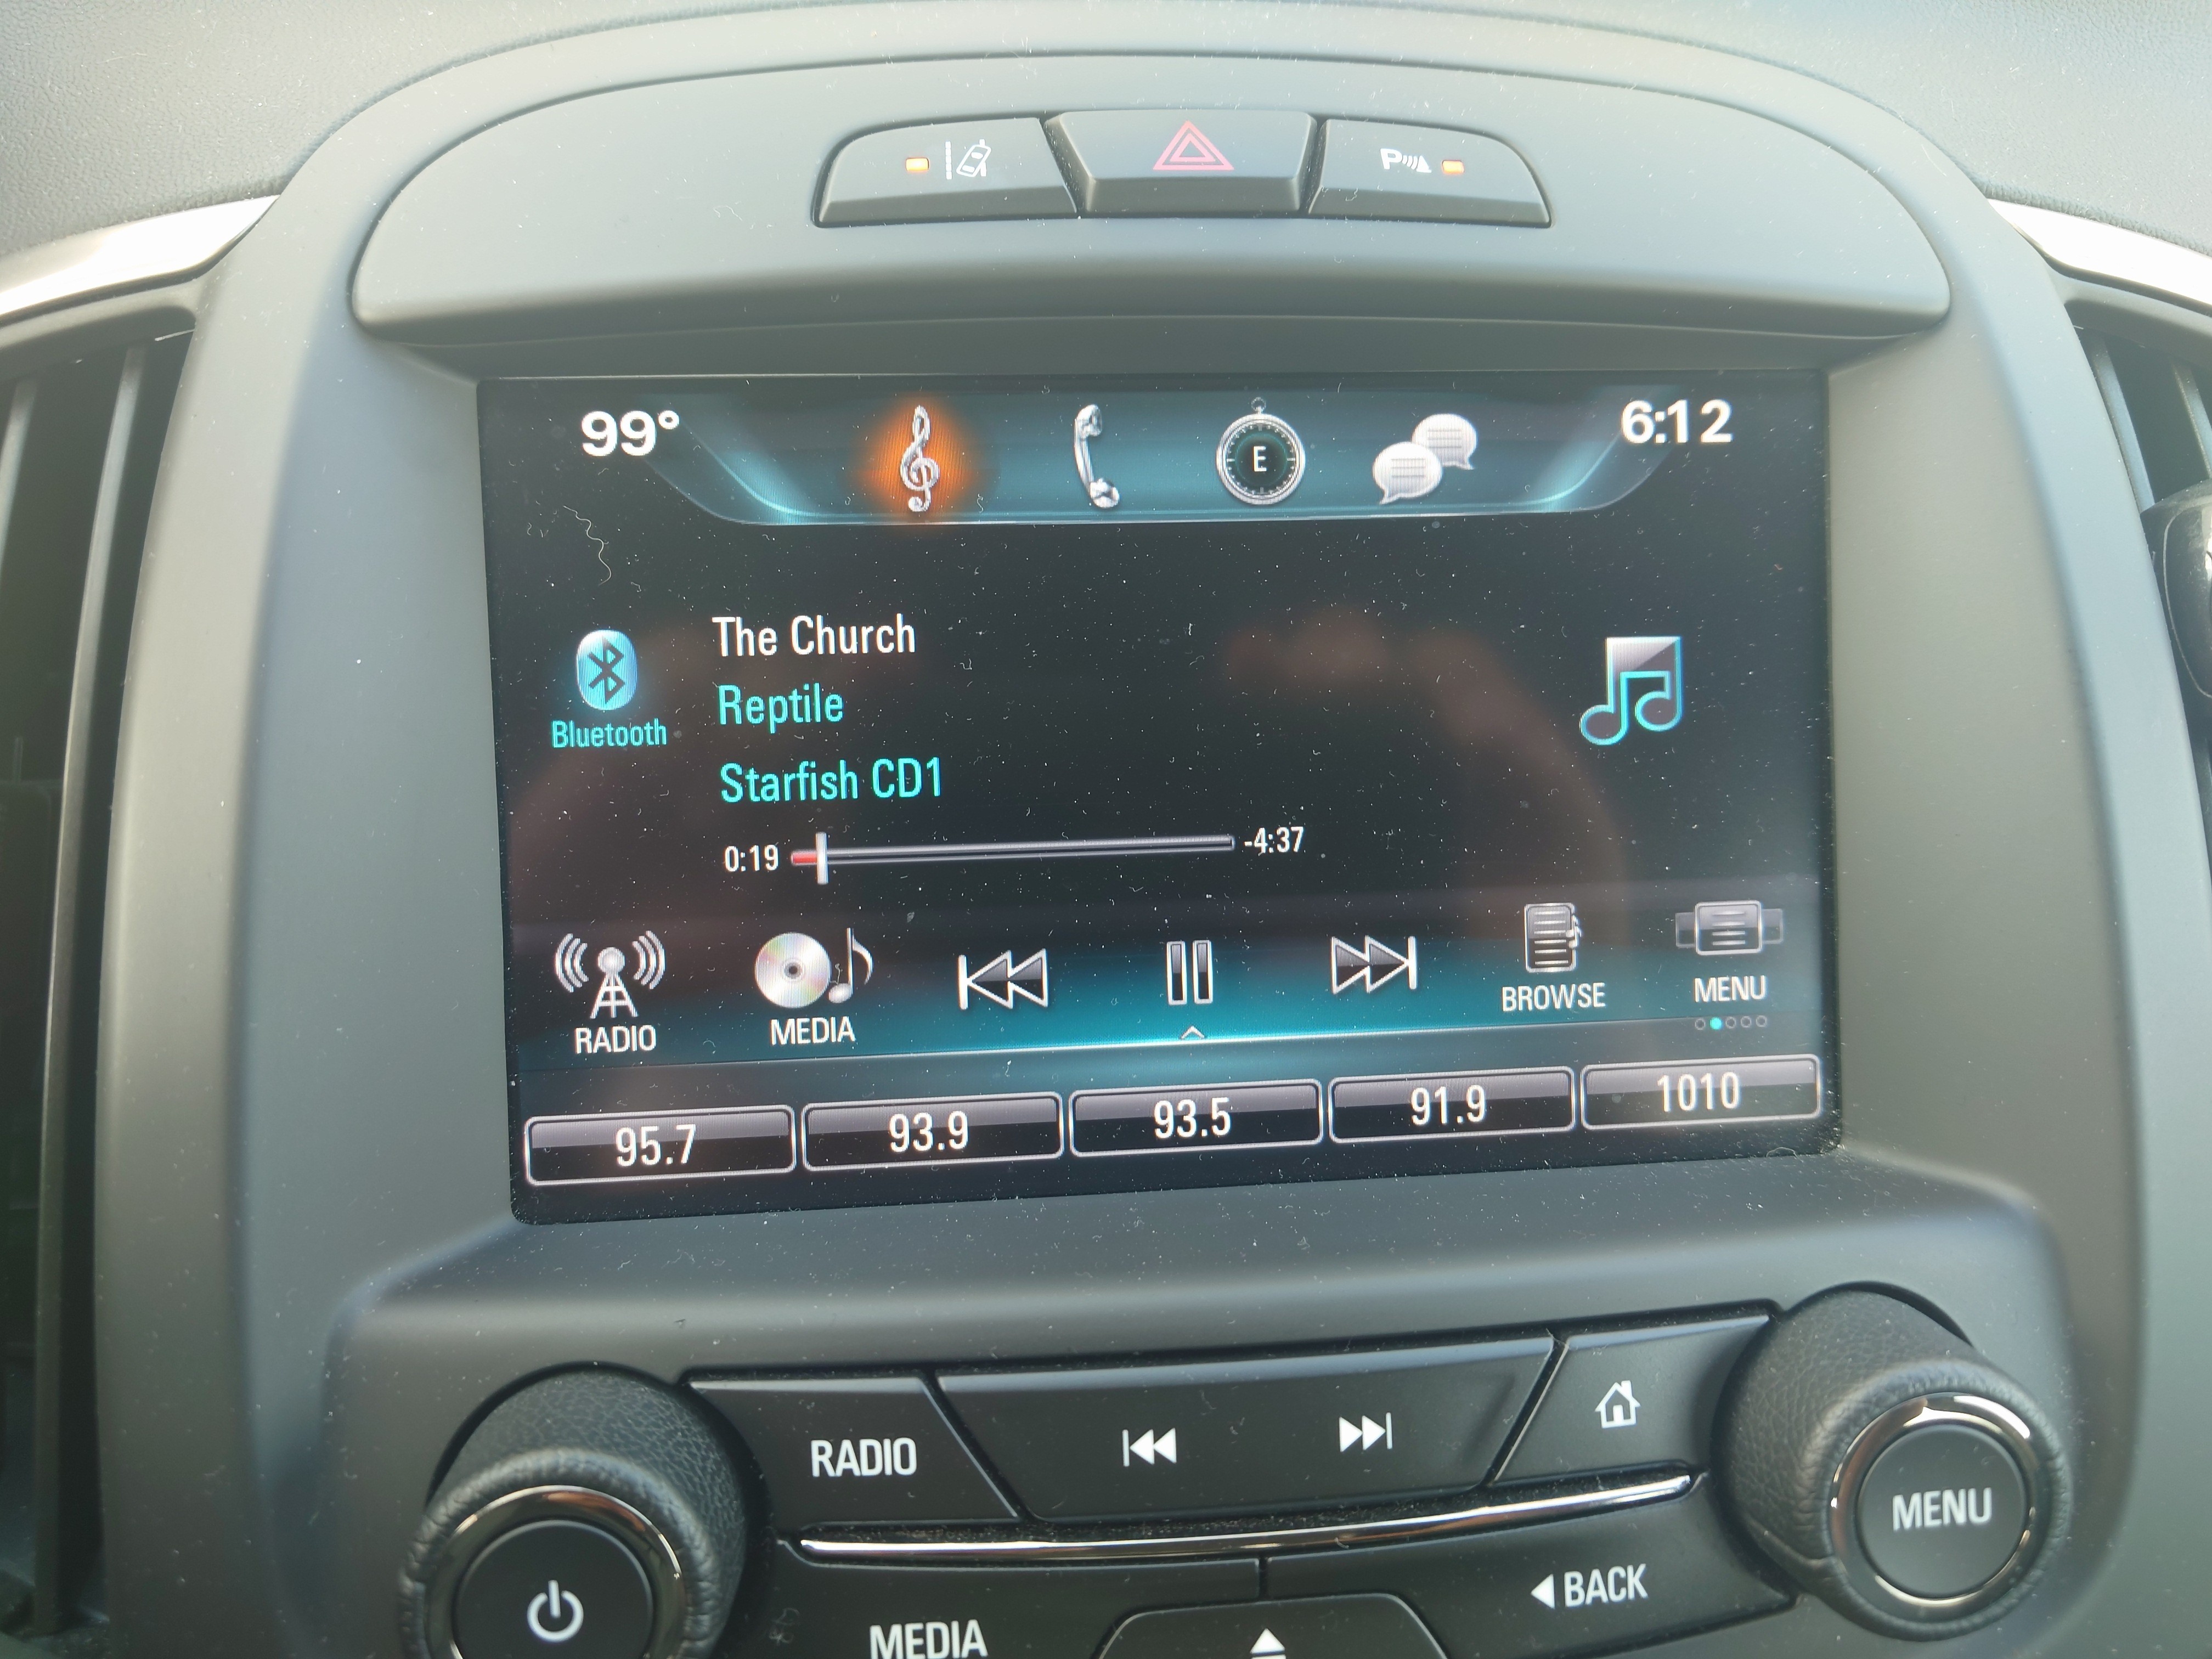 P
99°
E
6:12
The Church
Bluetooth
Reptile
Starfish CD1
0:19
-4:37
RADIO
MEDIA
BROWSE
MENU
95.7
93.9
93.5
91.9
1010
RADIO
MENU
MEDIA
BACK